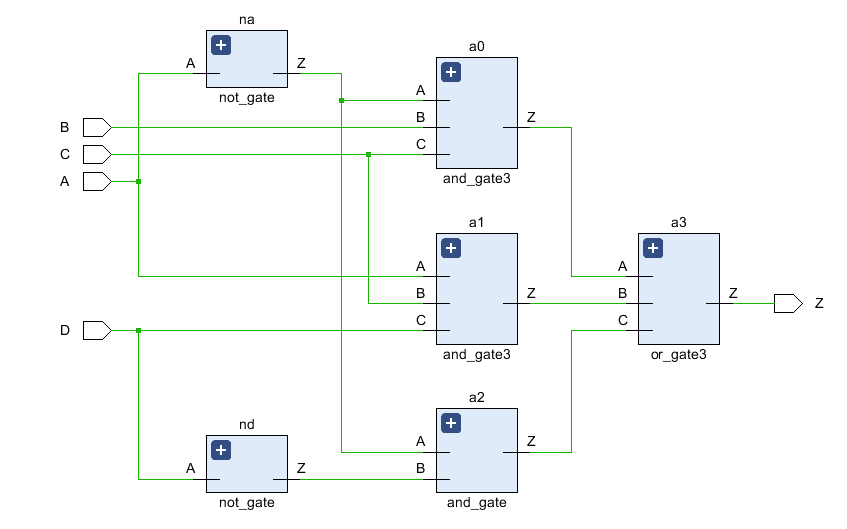 na
A Z
not_gate
a0
A
B B Z
C C
and_gate3
A
a1
A
B Z
C
and_gate3
D
a3
A
B Z Z
C
or_gate3
nd
A Z
not_gate
a2
A Z
B
and_gate